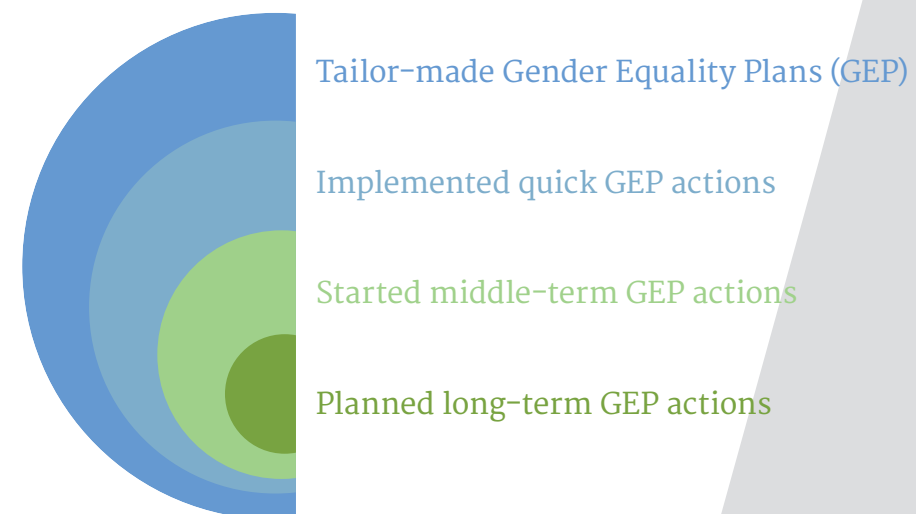 Tailor-made Gender Equality Plans (GEP)
Implemented quick GEP actions
Started middle-term GEP actions
Planned long-term GEP actions